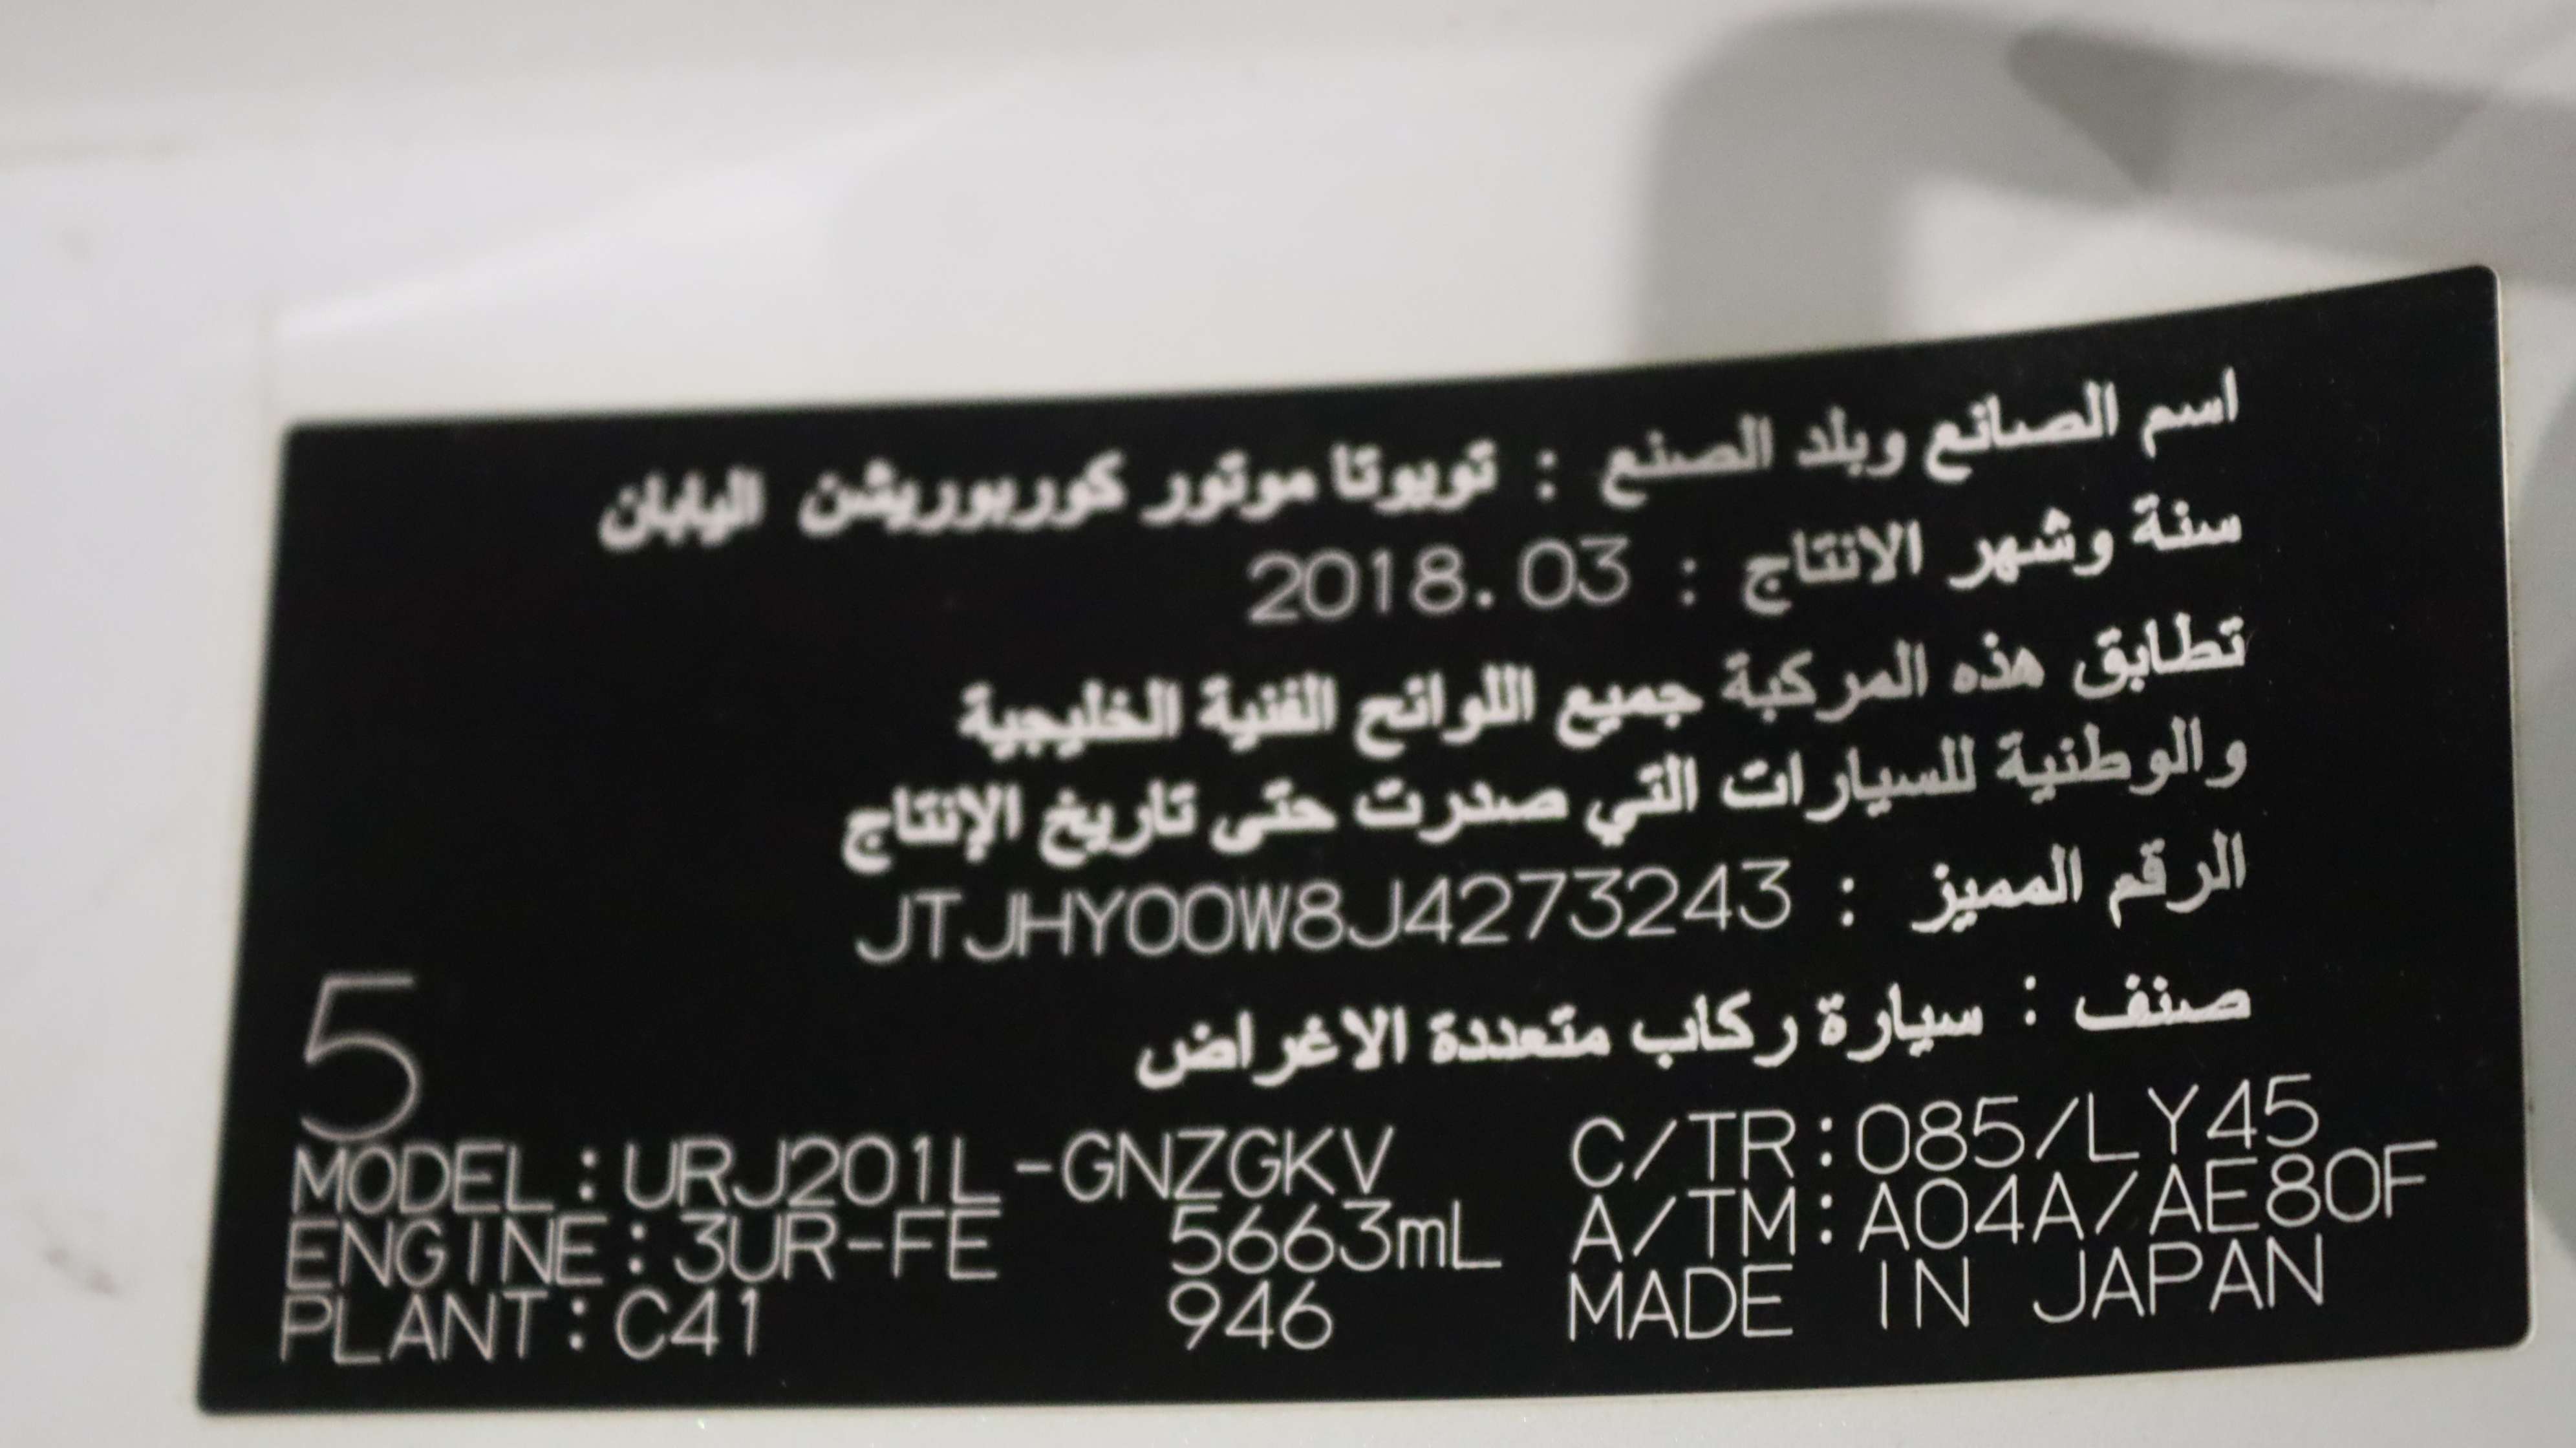 اسم الصانع وبلد الصنع : تويوتا موتور كوربوريشن اليابان
سنة وشهر الانتاج : 2018.03
تطابق هذه المركبة جميع اللوائح الفنية الخليجية
والوطنية للسيارات التي صدرت حتى تاريخ الإنتاج
الرقم المميز : JTJHY00W8J4273243
صنف : سيارة ركاب متعددة الاغراض
5
MODEL:URJ201L-GNZGKV C/TR:085/LY45
ENGINE:3UR-FE 5663mL A/TM:A04A/AE80F
PLANT:C41 946 MADE IN JAPAN